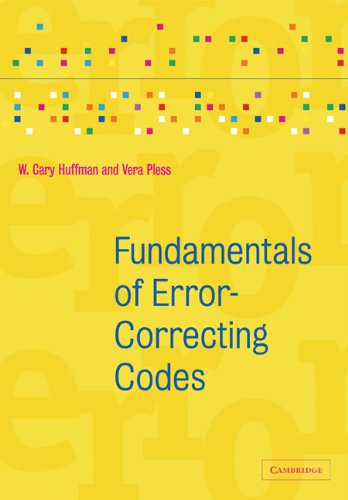 W. Cary Huffman and Vera Pless
Fundamentals
of Error-
Correcting
Codes
CAMBRIDGE